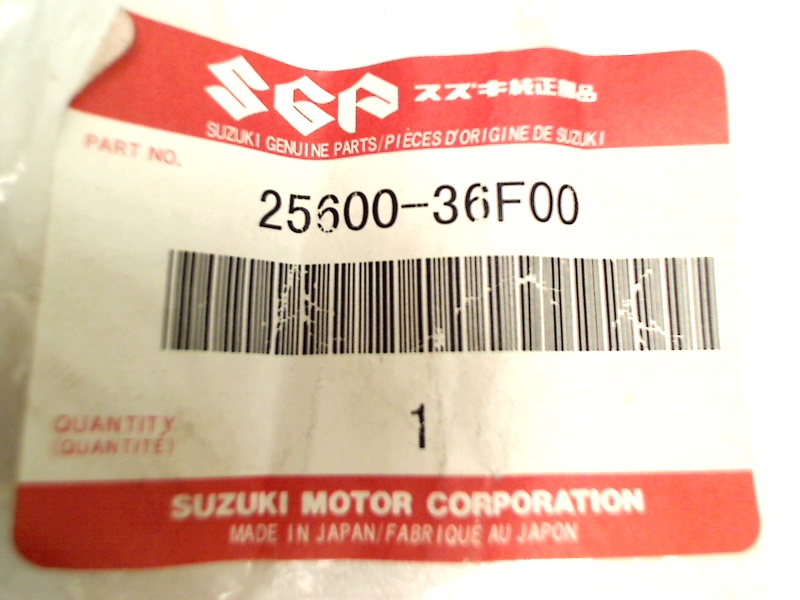 SGP スズキ純正部品
SUZUKI GENUINE PARTS/PIÈCES D'ORIGINE DE SUZUKI
PART NO.
25600-36F00
QUANTITY
(QUANTITÉ)
1
SUZUKI MOTOR CORPORATION
MADE IN JAPAN/FABRIQUÉ AU JAPON